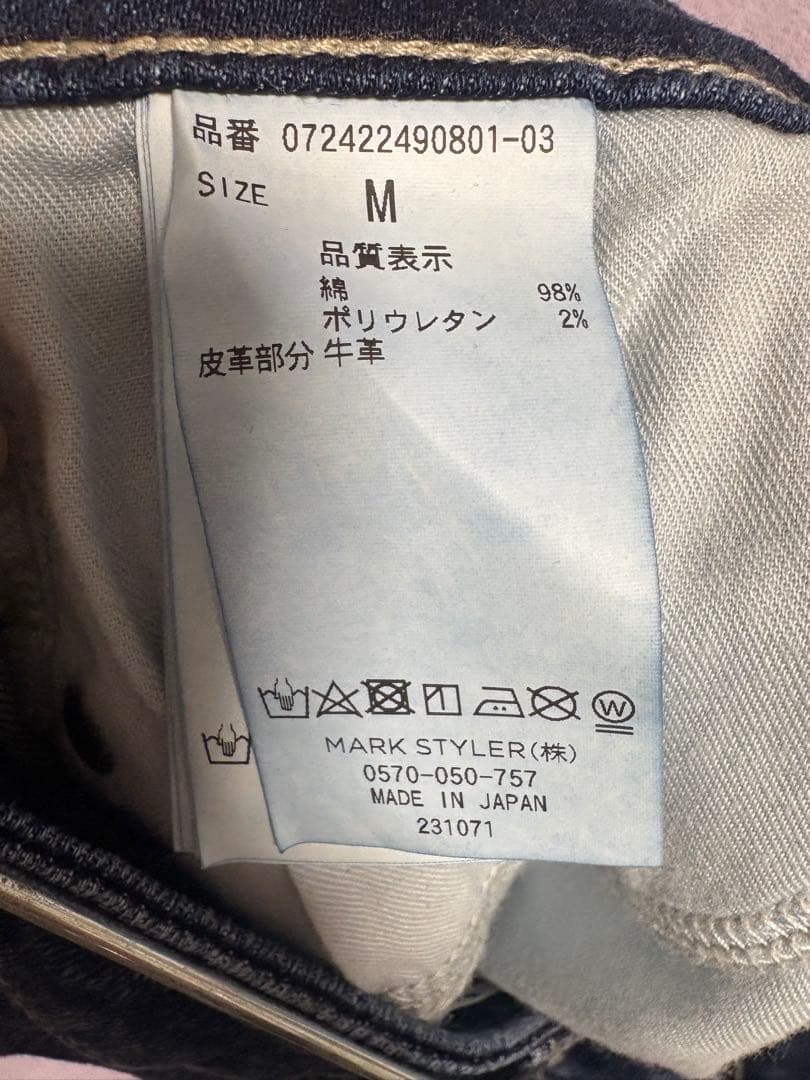 品番 072422490801-03
SIZE M
品質表示
綿 98%
ポリウレタン 2%
皮革部分 牛革
W
MARK STYLER(株)
0570-050-757
MADE IN JAPAN
231071